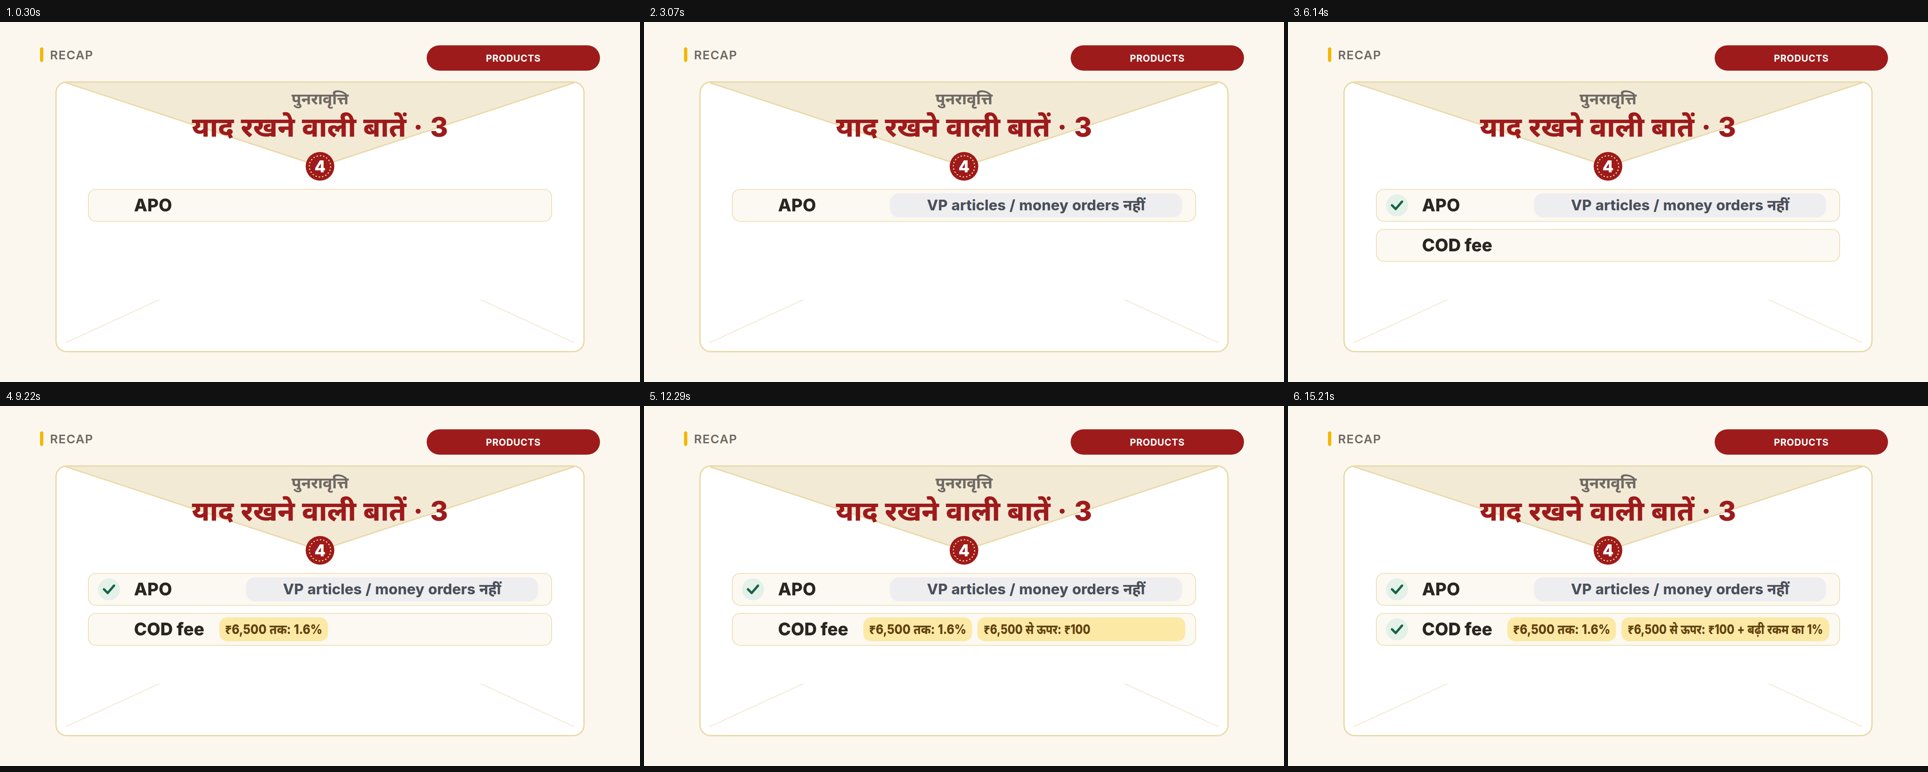 1. 0.30s
RECAP
PRODUCTS
पुनरावृत्ति
याद रखने वाली बातें · 3
4
APO
2. 3.07s
RECAP
PRODUCTS
पुनरावृत्ति
याद रखने वाली बातें · 3
4
APO VP articles / money orders नहीं
3. 6.14s
RECAP
PRODUCTS
पुनरावृत्ति
याद रखने वाली बातें · 3
4
APO VP articles / money orders नहीं
COD fee
4. 9.22s
RECAP
PRODUCTS
पुनरावृत्ति
याद रखने वाली बातें · 3
4
APO VP articles / money orders नहीं
COD fee ₹6,500 तक: 1.6%
5. 12.29s
RECAP
PRODUCTS
पुनरावृत्ति
याद रखने वाली बातें · 3
4
APO VP articles / money orders नहीं
COD fee ₹6,500 तक: 1.6% ₹6,500 से ऊपर: ₹100
6. 15.21s
RECAP
PRODUCTS
पुनरावृत्ति
याद रखने वाली बातें · 3
4
APO VP articles / money orders नहीं
COD fee ₹6,500 तक: 1.6% ₹6,500 से ऊपर: ₹100 + बढ़ी रकम का 1%